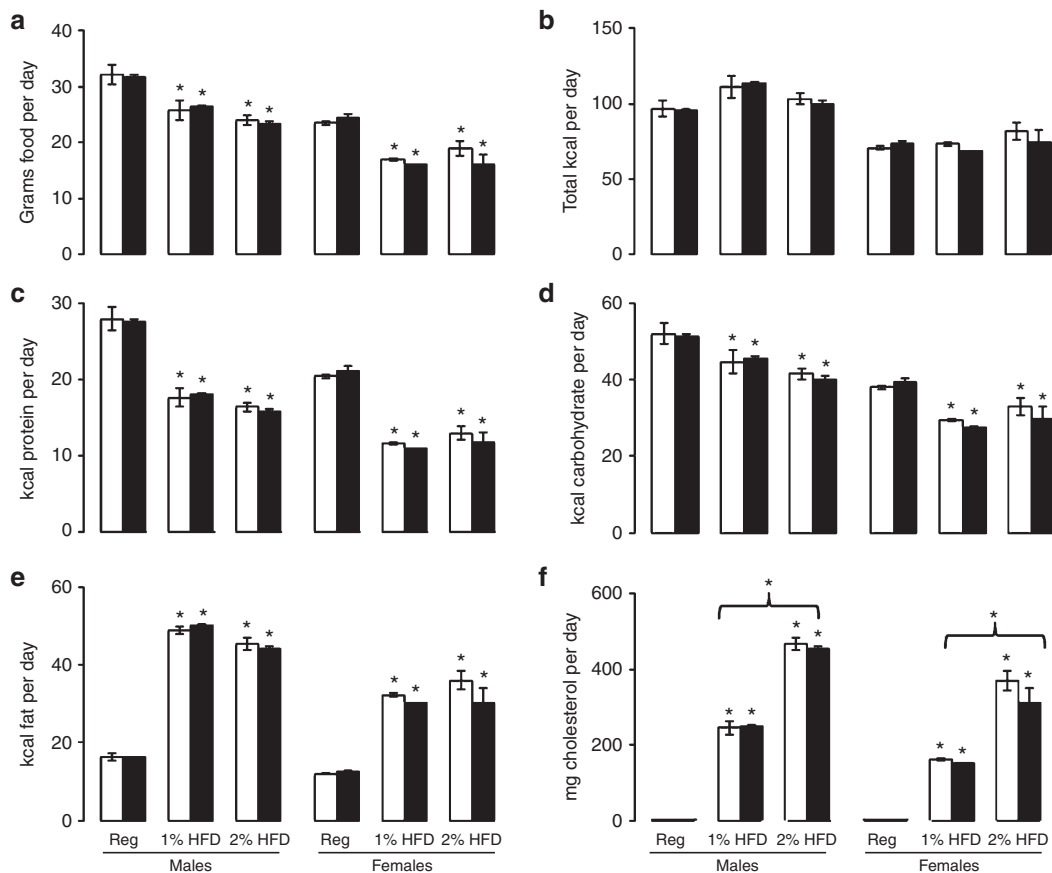 a
Grams food per day
40
30
20
10
0
* * * *
* * * *
b
Total kcal per day
150
100
50
0
c
kcal protein per day
30
20
10
0
* * * *
* * * *
d
kcal carbohydrate per day
60
40
20
0
* * * *
* * * *
e
kcal fat per day
60
40
20
0
* * * *
* * * *
Reg 1% HFD 2% HFD Reg 1% HFD 2% HFD
Males Females
f
mg cholesterol per day
600
400
200
0
* *
* * * *
* * * *
Reg 1% HFD 2% HFD Reg 1% HFD 2% HFD
Males Females